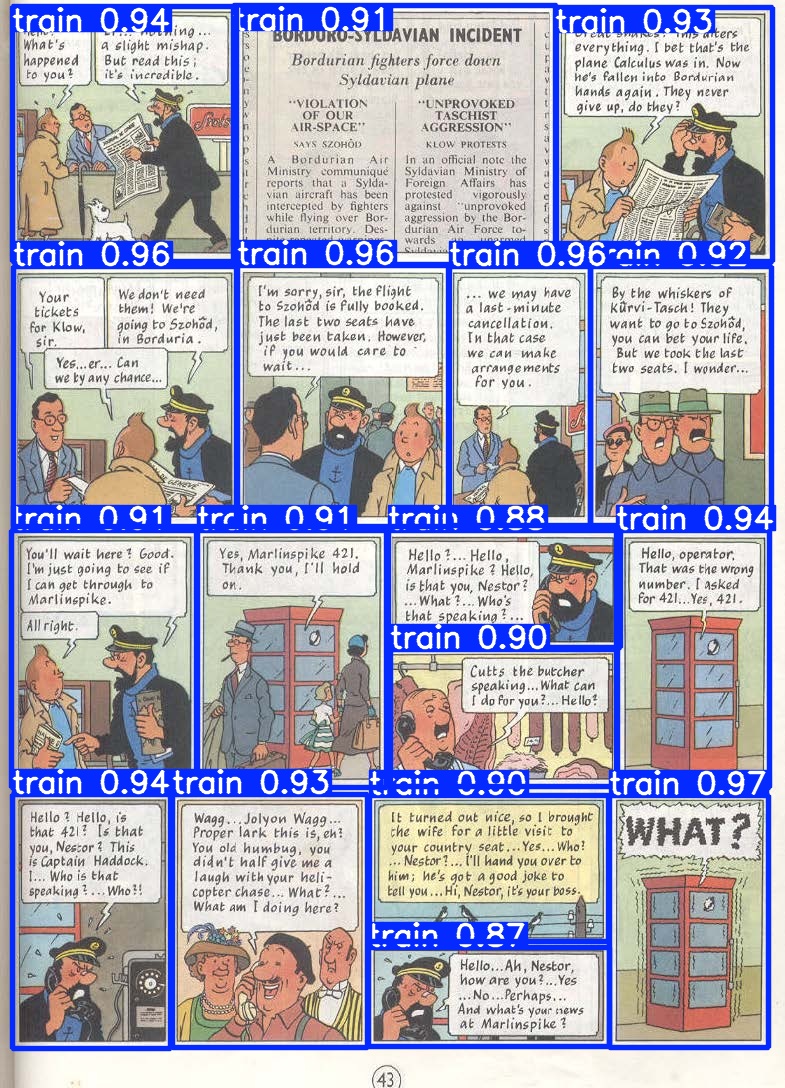 train 0.94
What's
happened
to you?
a slight mishap.
But read this;
it's incredible.
train 0.91
BORDURO-SYLDAVIAN INCIDENT
Bordurian fighters force down
Syldavian plane
"VIOLATION
OF OUR
AIR-SPACE"
SAYS SZOHÔD
A Bordurian Air
Ministry communiqué
reports that a Sylda-
vian aircraft has been
intercepted by fighters
while flying over Bor-
durian territory. Des-
"UNPROVOKED
TASCHIST
AGGRESSION"
KLOW PROTESTS
In an official note the
Syldavian Ministry of
Foreign Affairs has
protested vigorously
against "unprovoked
aggression by the Bor-
durian Air Force to-
wards an unarmed
train 0.93
Great snakes! This alters
everything. I bet that's the
plane Calculus was in. Now
he's fallen into Bordurian
hands again. They never
give up, do they?
train 0.96
Your
tickets
for Klow,
sir.
We don't need
them! We're
going to Szohôd,
in Borduria.
Yes...er... Can
we by any chance...
GENEVE
train 0.96
I'm sorry, sir, the flight
to Szohôd is fully booked.
The last two seats have
just been taken. However,
if you would care to
wait...
train 0.96
... we may have
a last-minute
cancellation.
In that case
we can make
arrangements
for you.
train 0.92
By the whiskers of
Kûrvi-Tasch! They
want to go to Szohôd,
you can bet your life.
But we took the last
two seats. I wonder...
train 0.91
You'll wait here? Good.
I'm just going to see if
I can get through to
Marlinspike.
All right.
train 0.91
Yes, Marlinspike 421.
Thank you, I'll hold
on.
train 0.88
Hello?... Hello,
Marlinspike? Hello,
is that you, Nestor?
...What?... Who's
that speaking?...
train 0.90
Cutts the butcher
speaking...What can
I do for you?... Hello?
train 0.94
Hello, operator.
That was the wrong
number. I asked
for 421...Yes, 421.
train 0.94
Hello? Hello, is
that 421? Is that
you, Nestor? This
is Captain Haddock.
I... Who is that
speaking?...Who?!
train 0.93
Wagg...Jolyon Wagg...
Proper lark this is, eh?
You old humbug, you
didn't half give me a
laugh with your heli-
copter chase...What?...
What am I doing here?
train 0.90
It turned out nice, so I brought
the wife for a little visit to
your country seat...Yes...Who?
...Nestor?... I'll hand you over to
him; he's got a good joke to
tell you...Hi, Nestor, it's your boss.
train 0.87
Hello...Ah, Nestor,
how are you?...Yes
...No...Perhaps...
And what's your news
at Marlinspike?
train 0.97
WHAT?
43